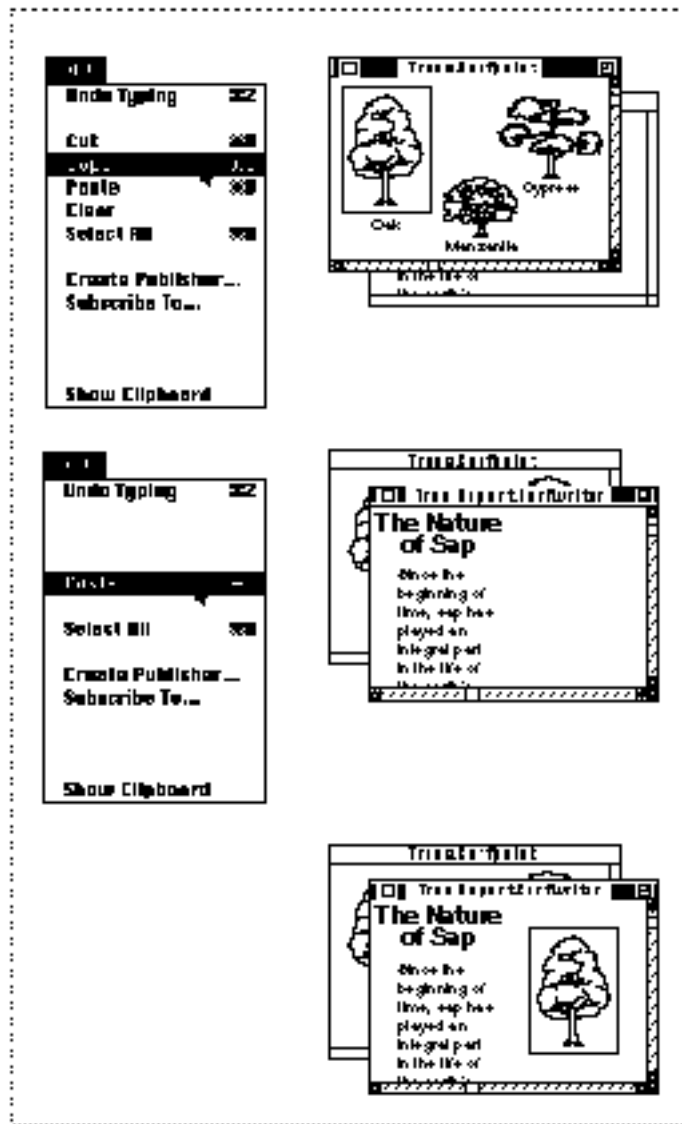 Undo Typing ⌘Z
Cut
Copy
Paste
Clear
Select All
Create Publisher...
Subscribe To...
Show Clipboard
Oak
Cypress
Manzanita
in the life of
Undo Typing ⌘Z
Paste
Select All
Create Publisher...
Subscribe To...
Show Clipboard
The Nature
of Sap
Since the
beginning of
time, sap has
played an
integral part
in the life of
The Nature
of Sap
Since the
beginning of
time, sap has
played an
integral part
in the life of